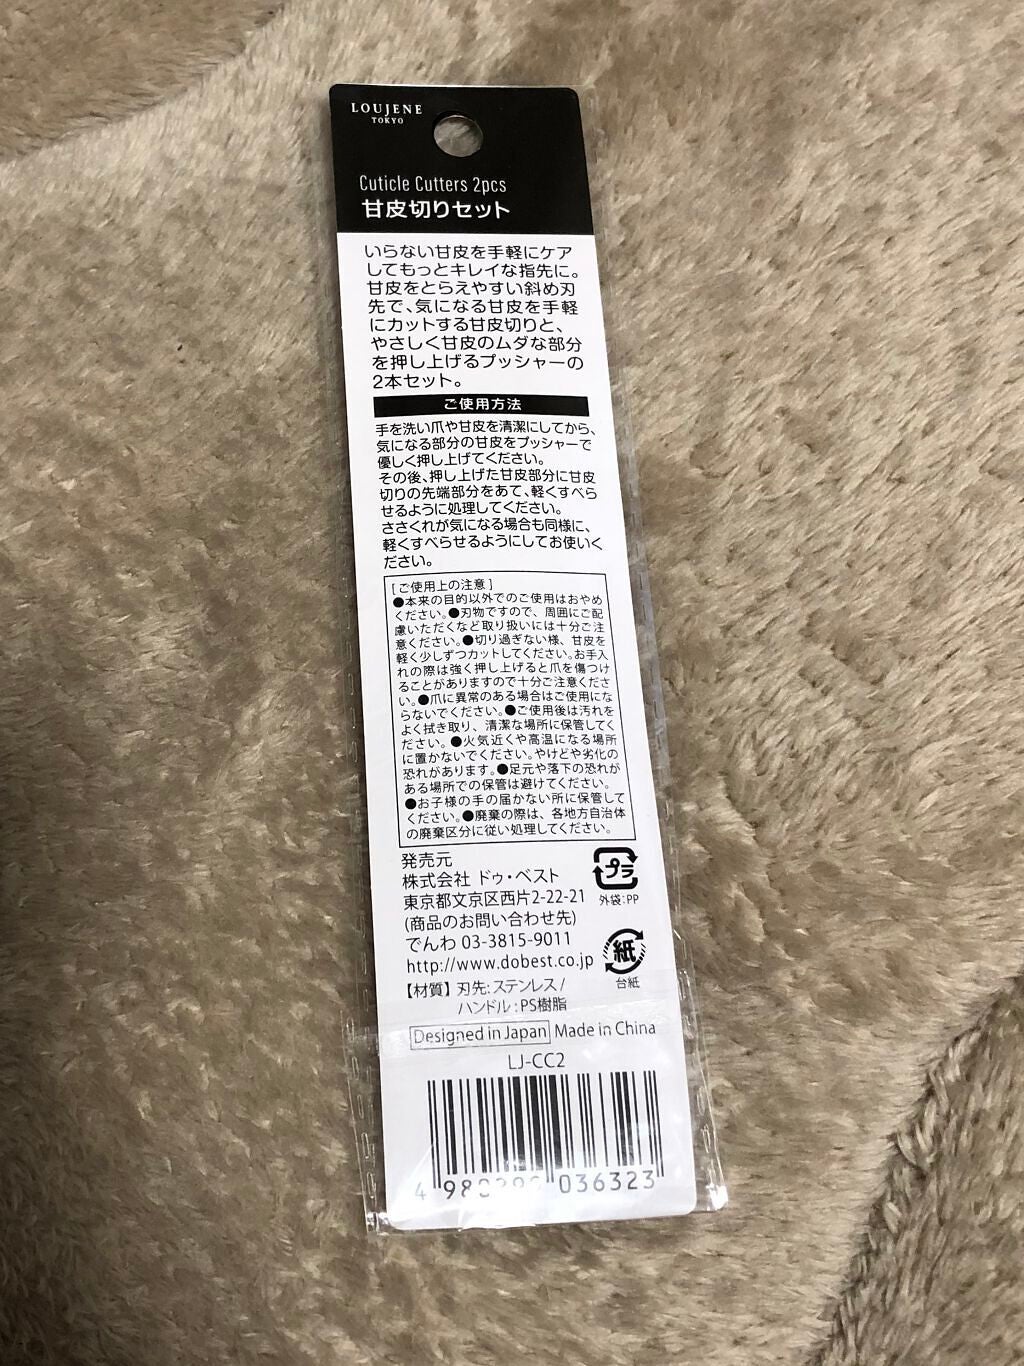 LOUJENE
TOKYO
Cuticle Cutters 2pcs
甘皮切りセット
いらない甘皮を手軽にケア
してもっとキレイな指先に。
甘皮をとらえやすい斜め刃
先で、気になる甘皮を手軽
にカットする甘皮切りと、
やさしく甘皮のムダな部分
を押し上げるプッシャーの
2本セット。
ご使用方法
手を洗い爪や甘皮を清潔にしてから、
気になる部分の甘皮をプッシャーで
優しく押し上げてください。
その後、押し上げた甘皮部分に甘皮
切りの先端部分をあて、軽くすべら
せるように処理してください。
ささくれが気になる場合も同様に、
軽くすべらせるようにしてお使いく
ださい。
[ご使用上の注意]
●本来の目的以外でのご使用はおやめ
ください。●刃物ですので、周囲にご配
慮いただくなど取り扱いには十分ご注
意ください。●切り過ぎない様、甘皮を
軽く少しずつカットしてください。お手入
れの際は強く押し上げると爪を傷つけ
ることがありますので十分ご注意くださ
い。●爪に異常のある場合はご使用にな
らないでください。●ご使用後は汚れを
よく拭き取り、清潔な場所に保管してく
ださい。●火気近くや高温になる場所
に置かないでください。やけどや劣化の
恐れがあります。●足元や落下の恐れが
ある場所での保管は避けてください。
●お子様の手の届かない所に保管して
ください。●廃棄の際は、各地方自治体
の廃棄区分に従い処理してください。
発売元
株式会社 ドゥ・ベスト
東京都文京区西片2-22-21
(商品のお問い合わせ先)
でんわ 03-3815-9011
http://www.dobest.co.jp
プラ
外袋:PP
紙
台紙
【材質】刃先:ステンレス/
ハンドル:PS樹脂
Designed in Japan Made in China
LJ-CC2
4 036323